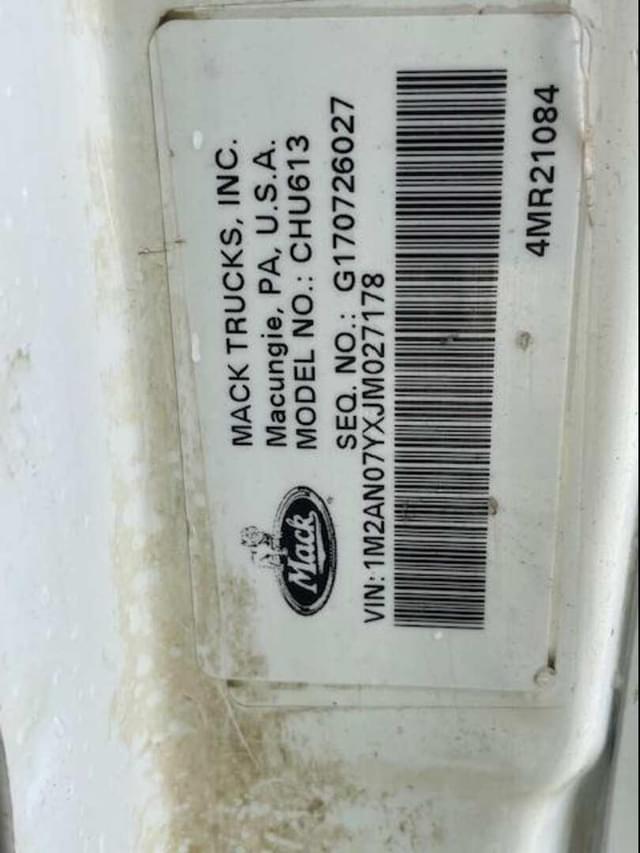 MACK TRUCKS, INC.
Macungie, PA, U.S.A.
MODEL NO.: CHU613
SEQ. NO.: G170726027
Mack
VIN: 1M2AN07YXJM027178
4MR21084